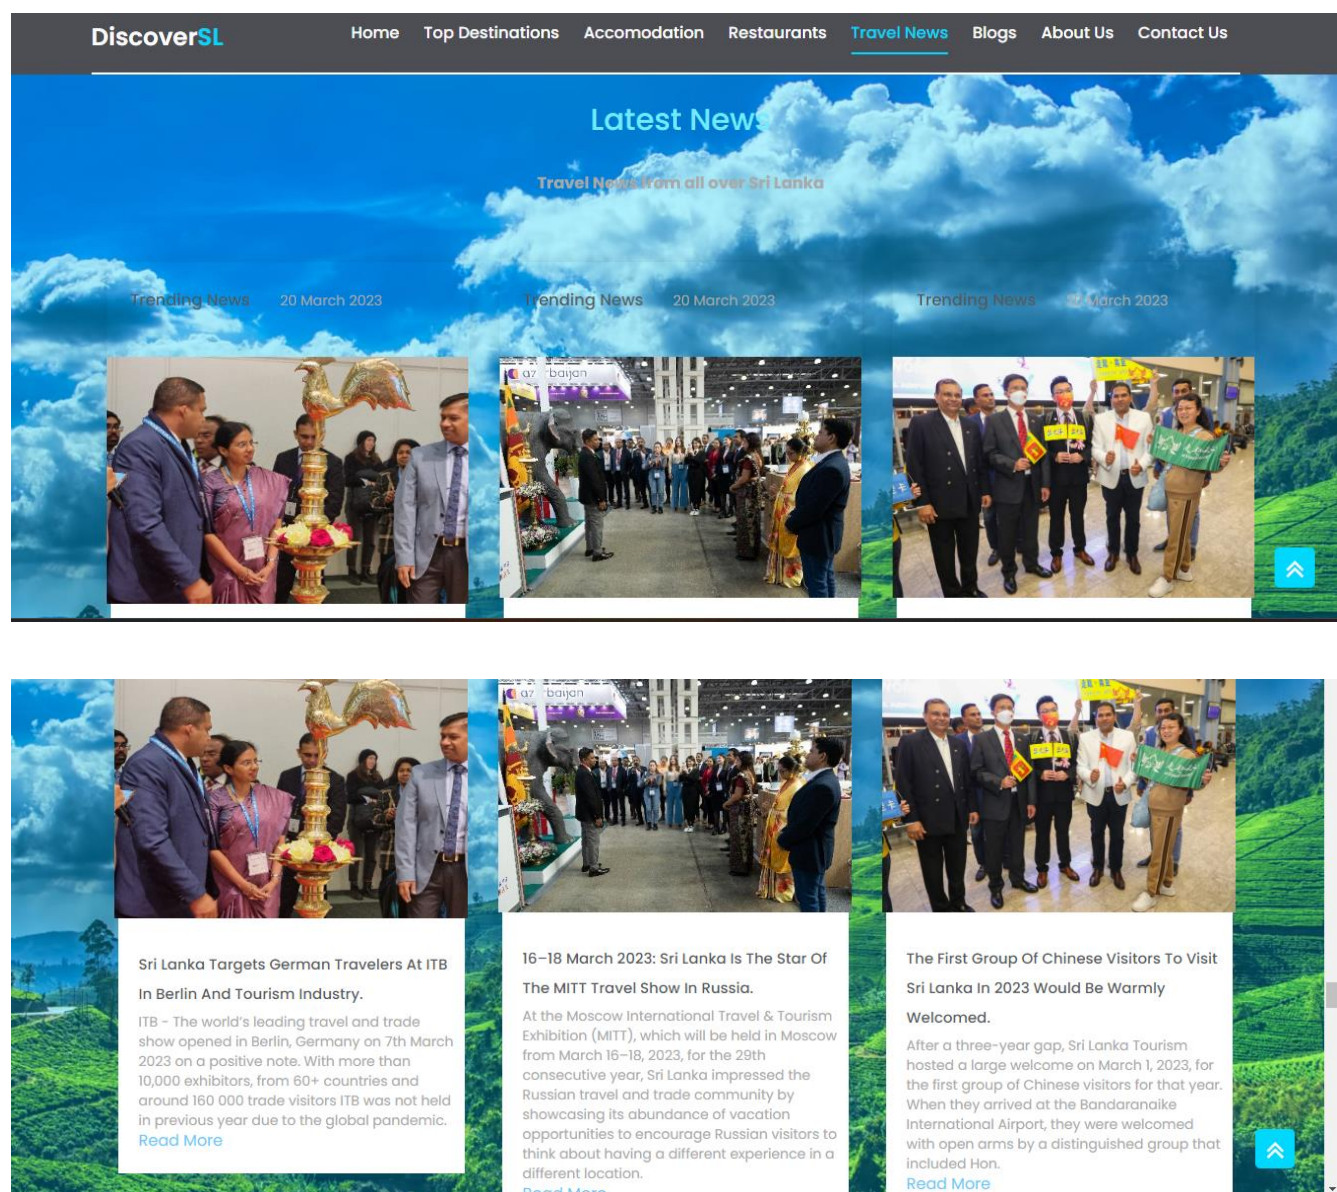 DiscoverSL Home Top Destinations Accomodation Restaurants Travel News Blogs About Us Contact Us
Latest News
Travel News from all over Sri Lanka
Trending News 20 March 2023 Trending News 20 March 2023 Trending News 20 March 2023
azerbaijan
azerbaijan
Sri Lanka Targets German Travelers At ITB
In Berlin And Tourism Industry.
ITB - The world's leading travel and trade
show opened in Berlin, Germany on 7th March
2023 on a positive note. With more than
10,000 exhibitors, from 60+ countries and
around 160 000 trade visitors ITB was not held
in previous year due to the global pandemic.
Read More
16–18 March 2023: Sri Lanka Is The Star Of
The MITT Travel Show In Russia.
At the Moscow International Travel & Tourism
Exhibition (MITT), which will be held in Moscow
from March 16–18, 2023, for the 29th
consecutive year, Sri Lanka impressed the
Russian travel and trade community by
showcasing its abundance of vacation
opportunities to encourage Russian visitors to
think about having a different experience in a
different location.
Read More
The First Group Of Chinese Visitors To Visit
Sri Lanka In 2023 Would Be Warmly
Welcomed.
After a three-year gap, Sri Lanka Tourism
hosted a large welcome on March 1, 2023, for
the first group of Chinese visitors for that year.
When they arrived at the Bandaranaike
International Airport, they were welcomed
with open arms by a distinguished group that
included Hon.
Read More